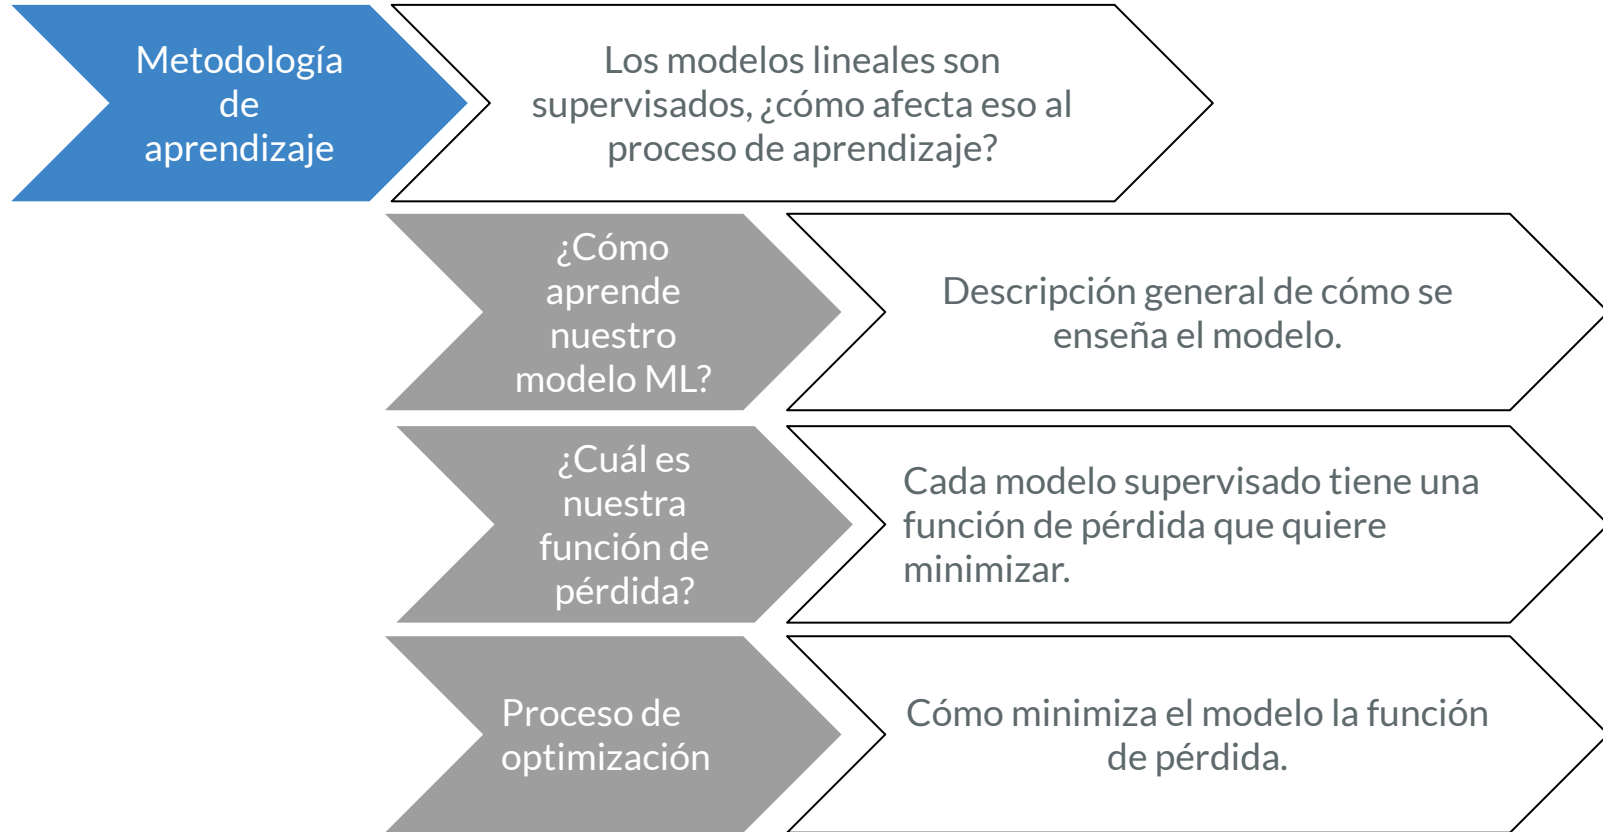 Metodología
de
aprendizaje
Los modelos lineales son
supervisados, ¿cómo afecta eso al
proceso de aprendizaje?
¿Cómo
aprende
nuestro
modelo ML?
Descripción general de cómo se
enseña el modelo.
¿Cuál es
nuestra
función de
pérdida?
Cada modelo supervisado tiene una
función de pérdida que quiere
minimizar.
Proceso de
optimización
Cómo minimiza el modelo la función
de pérdida.